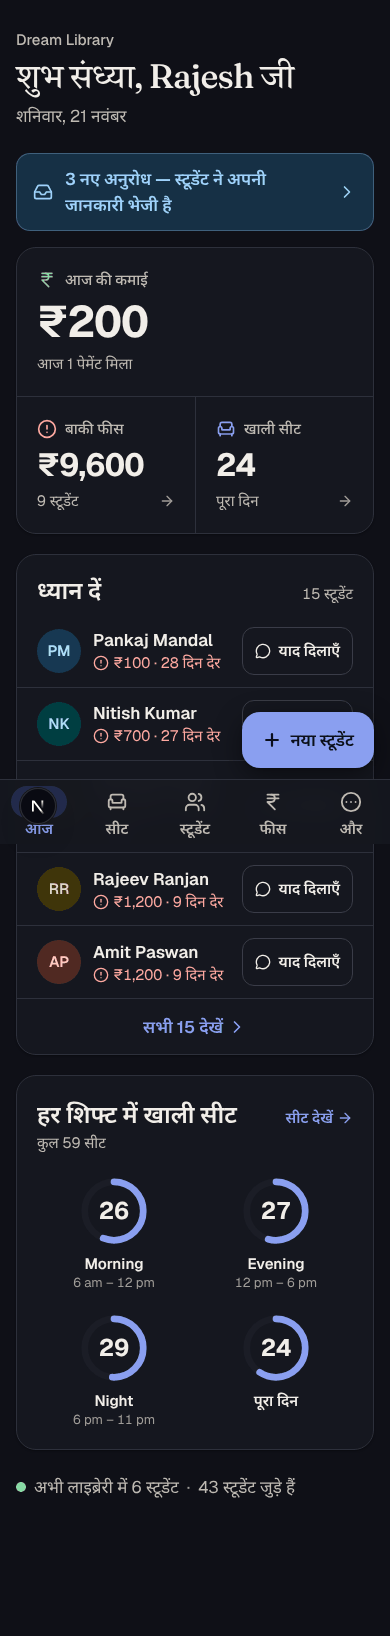 Dream Library
शुभ संध्या, Rajesh जी
शनिवार, 21 नवंबर
3 नए अनुरोध — स्टूडेंट ने अपनी
जानकारी भेजी है
₹ आज की कमाई
₹200
आज 1 पेमेंट मिला
बाकी फीस
₹9,600
9 स्टूडेंट
खाली सीट
24
पूरा दिन
ध्यान दें
15 स्टूडेंट
PM
Pankaj Mandal
₹100 · 28 दिन देर
याद दिलाएँ
NK
Nitish Kumar
₹700 · 27 दिन देर
+ नया स्टूडेंट
N
आज
सीट
स्टूडेंट
₹
फीस
और
RR
Rajeev Ranjan
₹1,200 · 9 दिन देर
याद दिलाएँ
AP
Amit Paswan
₹1,200 · 9 दिन देर
याद दिलाएँ
सभी 15 देखें
हर शिफ्ट में खाली सीट
सीट देखें
कुल 59 सीट
26
Morning
6 am – 12 pm
27
Evening
12 pm – 6 pm
29
Night
6 pm – 11 pm
24
पूरा दिन
अभी लाइब्रेरी में 6 स्टूडेंट · 43 स्टूडेंट जुड़े हैं